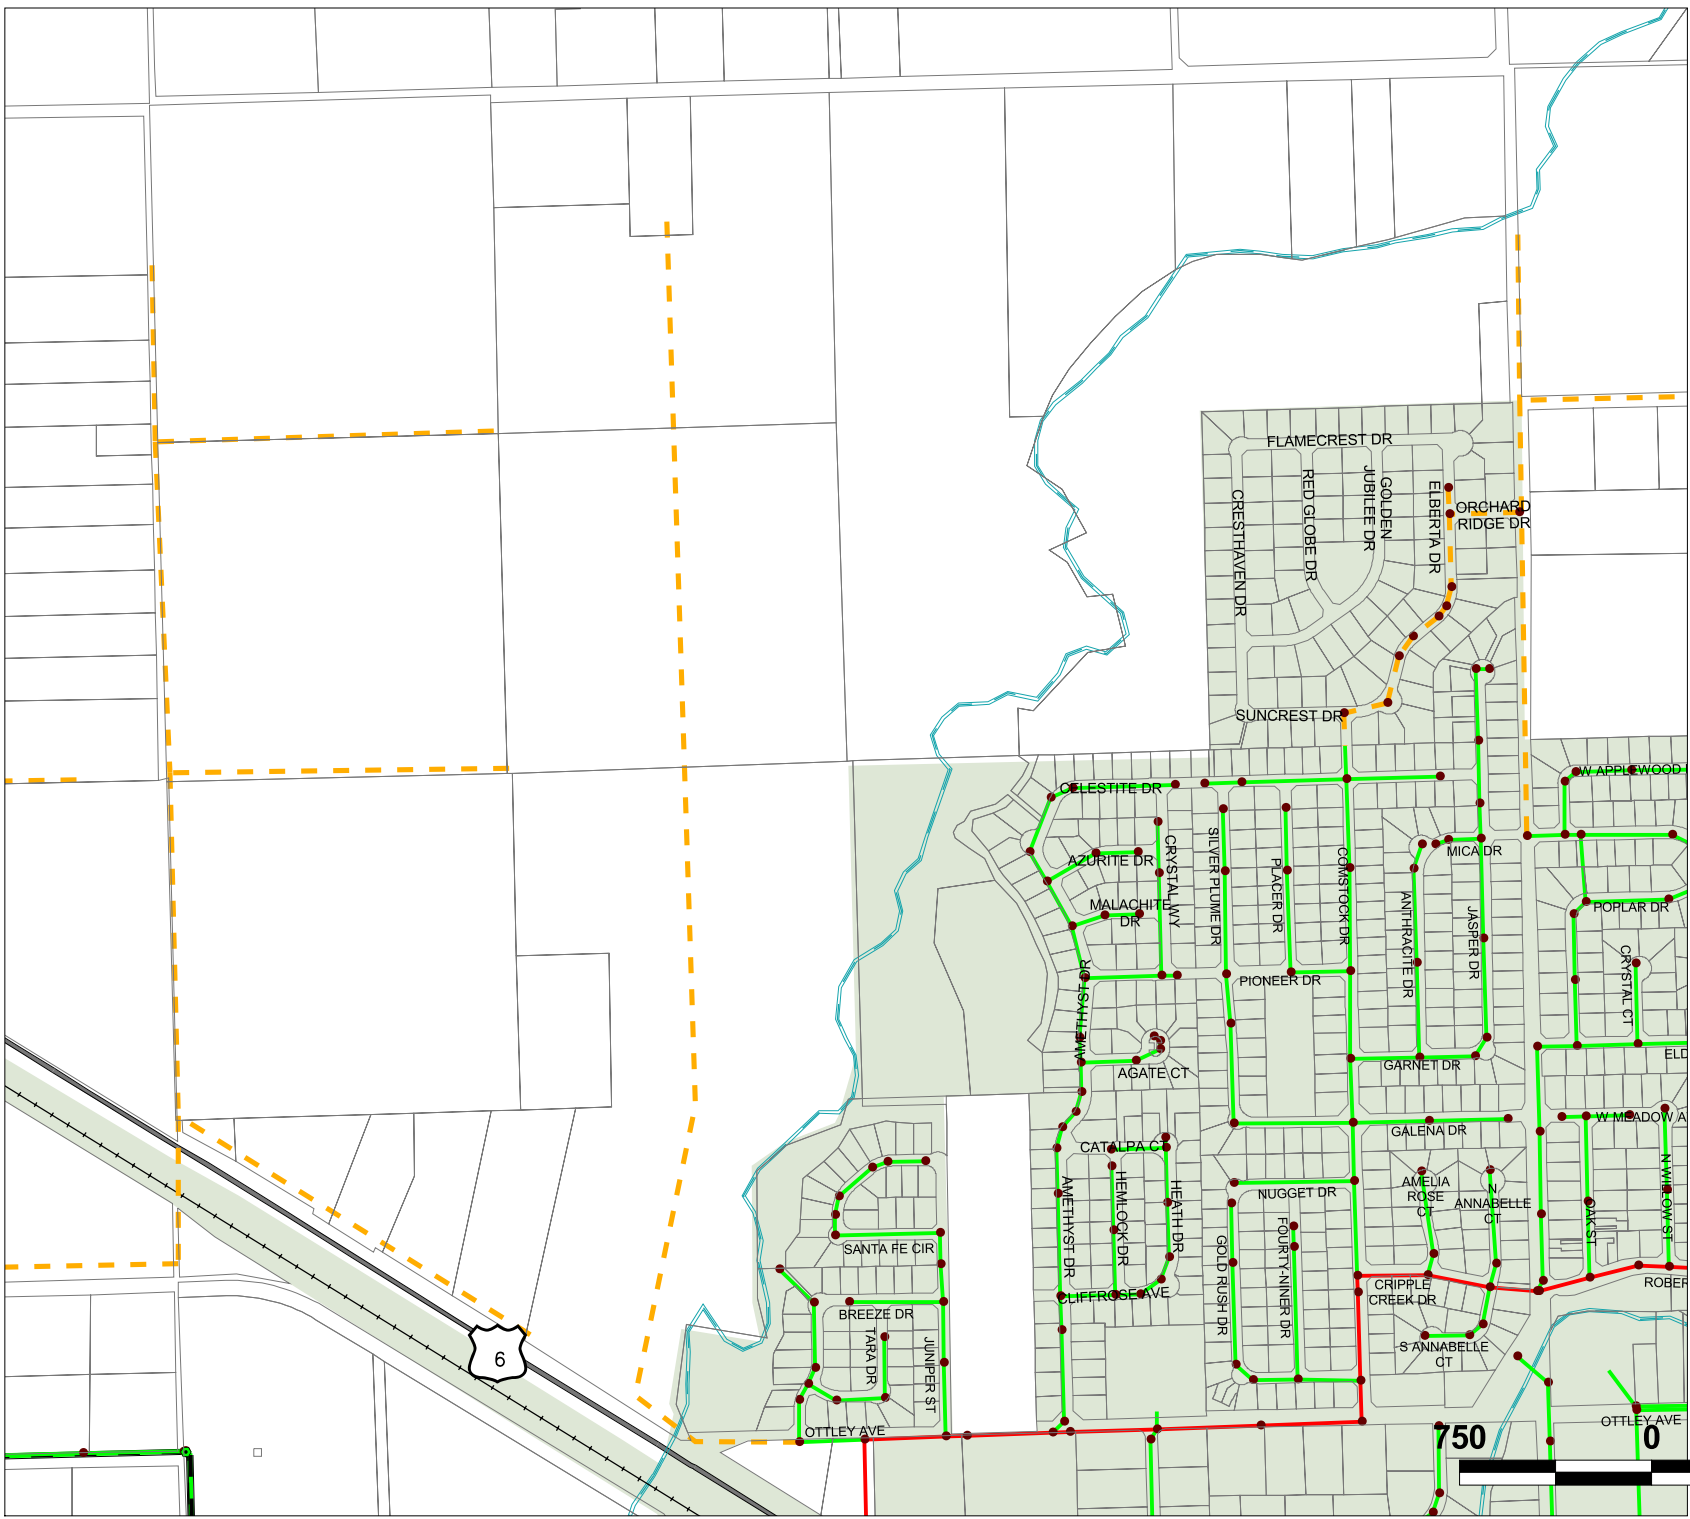 FLAMECREST DR
CRESTHAVEN DR
RED GLOBE DR
GOLDEN
JUBILEE DR
ELBERTA DR
ORCHARD
RIDGE DR
SUNCREST DR
CELESTITE DR
AZURITE DR
MALACHITE
DR
CRYSTAL WY
SILVER PLUME DR
PLACER DR
COMSTOCK DR
MICA DR
ANTHRACITE DR
JASPER DR
W APPLEWOOD
POPLAR DR
CRYSTAL CT
PIONEER DR
AMETHYST DR
AGATE CT
GARNET DR
ELD
GALENA DR
W MEADOW A
CATALPA CT
NUGGET DR
AMELIA
ROSE
CT
N
ANNABELLE
CT
OAK ST
N WILLOW ST
AMETHYST DR
HEMLOCK DR
HEATH DR
GOLD RUSH DR
FOURTY-NINER DR
SANTA FE CIR
CLIFFROSE AVE
CRIPPLE
CREEK DR
ROBER
BREEZE DR
TARA DR
JUNIPER ST
S ANNABELLE
CT
6
OTTLEY AVE
OTTLEY AVE
750 0